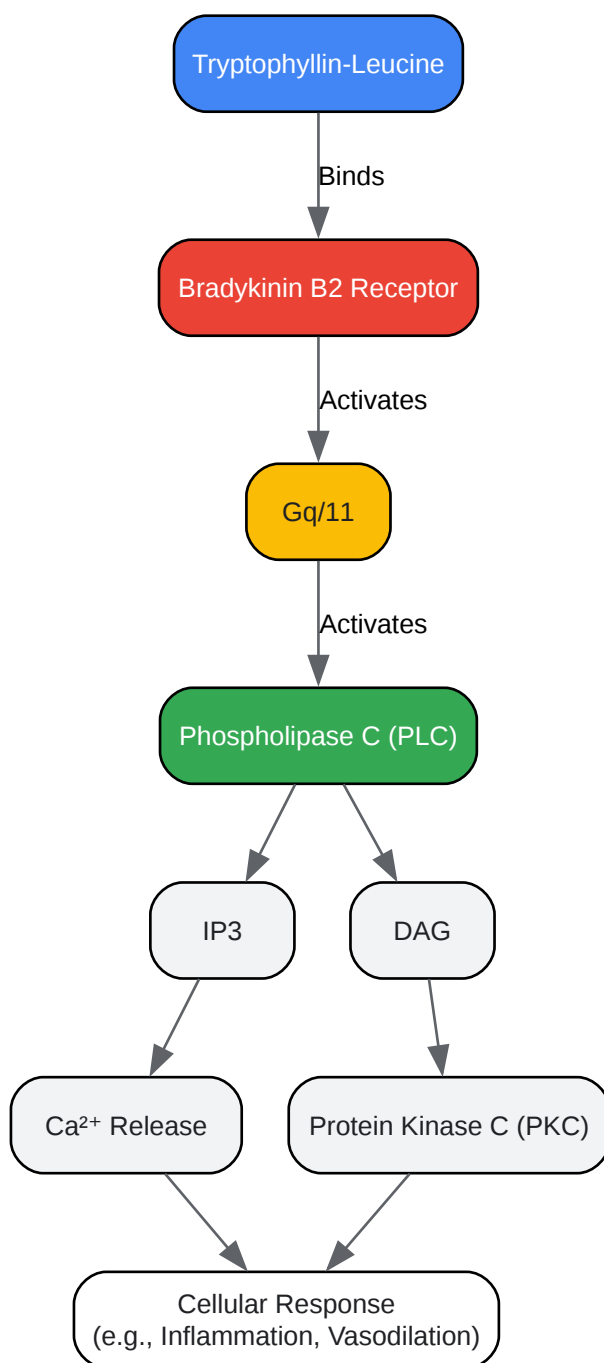 Tryptophyllin-Leucine
Binds
Bradykinin B2 Receptor
Activates
Gq/11
Activates
Phospholipase C (PLC)
IP3
DAG
Ca²⁺ Release
Protein Kinase C (PKC)
Cellular Response
(e.g., Inflammation, Vasodilation)